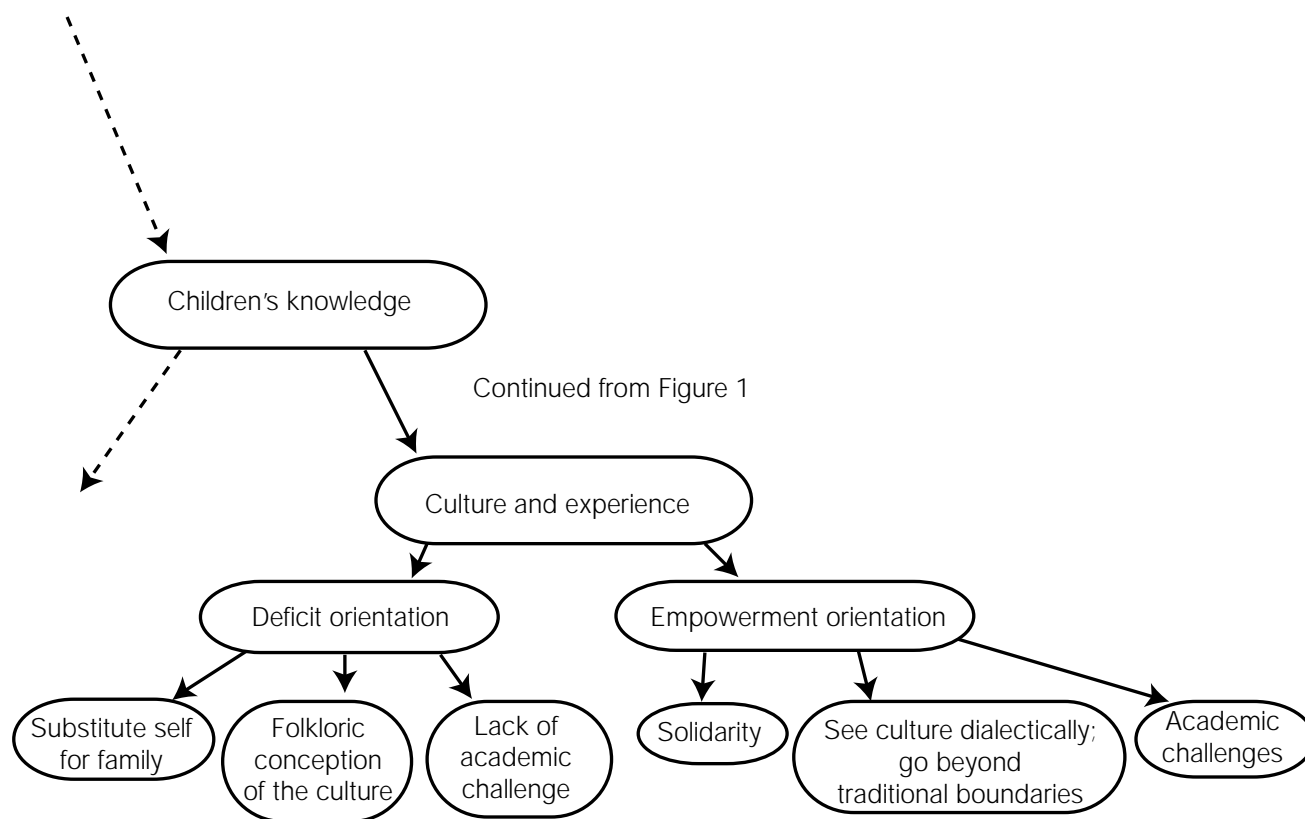 Children's knowledge
Continued from Figure 1
Culture and experience
Deficit orientation
Empowerment orientation
Substitute self
for family
Folkloric
conception
of the culture
Lack of
academic
challenge
Solidarity
See culture dialectically;
go beyond
traditional boundaries
Academic
challenges